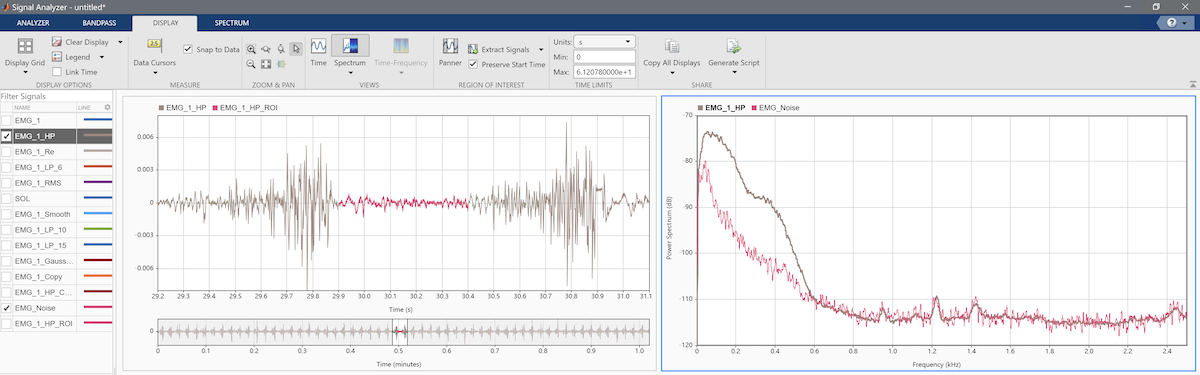 Signal Analyzer - untitled*
ANALYZER BANDPASS DISPLAY SPECTRUM
Display Grid
Clear Display
Legend
Link Time
DISPLAY OPTIONS
Data Cursors
Snap to Data
MEASURE
ZOOM & PAN
Time
Spectrum
Time-Frequency
VIEWS
Panner
Extract Signals
Preserve Start Time
REGION OF INTEREST
Units: s
Min: 0
Max: 6.120780000e+1
TIME LIMITS
Copy All Displays
Generate Script
SHARE
Filter Signals
NAME LINE
EMG_1
EMG_1_HP
EMG_1_Re
EMG_1_LP_6
EMG_1_RMS
SOL
EMG_1_Smooth
EMG_1_LP_10
EMG_1_LP_15
EMG_1_Gauss...
EMG_1_Copy
EMG_1_HP_C...
EMG_Noise
EMG_1_HP_ROI
EMG_1_HP EMG_1_HP_ROI
0.006
0.003
0
-0.003
-0.006
29.2 29.3 29.4 29.5 29.6 29.7 29.8 29.9 30.0 30.1 30.2 30.3 30.4 30.5 30.6 30.7 30.8 30.9 31.0 31.1
Time (s)
0
0 0.1 0.2 0.3 0.4 0.5 0.6 0.7 0.8 0.9 1.0
Time (minutes)
EMG_1_HP EMG_Noise
-70
-80
-90
-100
-110
-120
Power Spectrum (dB)
0 0.2 0.4 0.6 0.8 1.0 1.2 1.4 1.6 1.8 2.0 2.2 2.4
Frequency (kHz)